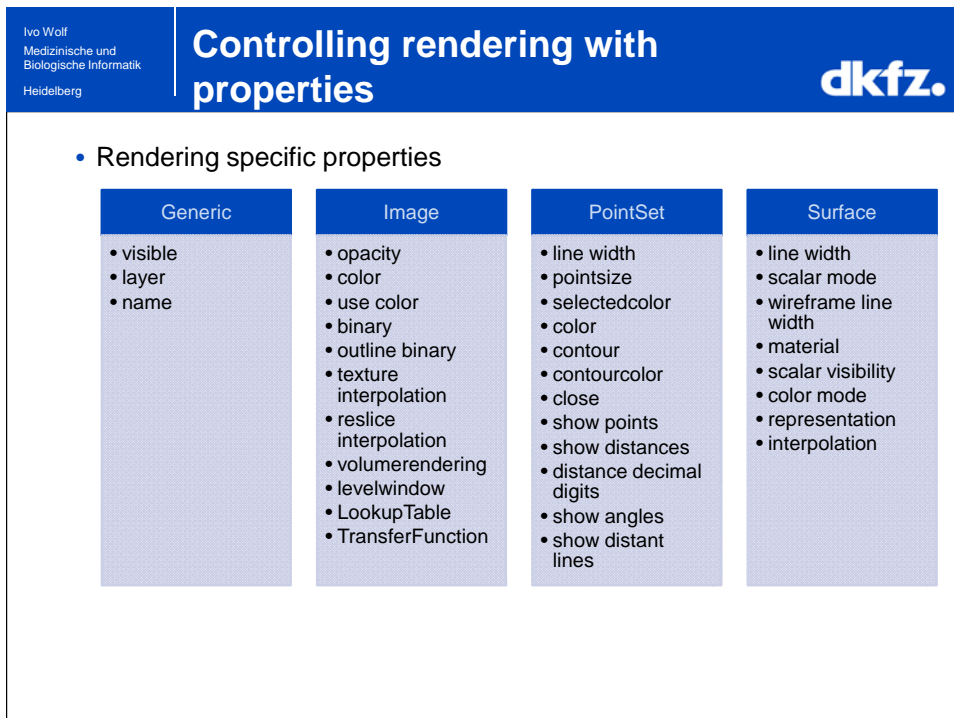 Ivo Wolf
Medizinische und
Biologische Informatik
Heidelberg
Controlling rendering with
properties
dkfz.
• Rendering specific properties
Generic
• visible
• layer
• name
Image
• opacity
• color
• use color
• binary
• outline binary
• texture
interpolation
• reslice
interpolation
• volumerendering
• levelwindow
• LookupTable
• TransferFunction
PointSet
• line width
• pointsize
• selectedcolor
• color
• contour
• contourcolor
• close
• show points
• show distances
• distance decimal
digits
• show angles
• show distant
lines
Surface
• line width
• scalar mode
• wireframe line
width
• material
• scalar visibility
• color mode
• representation
• interpolation